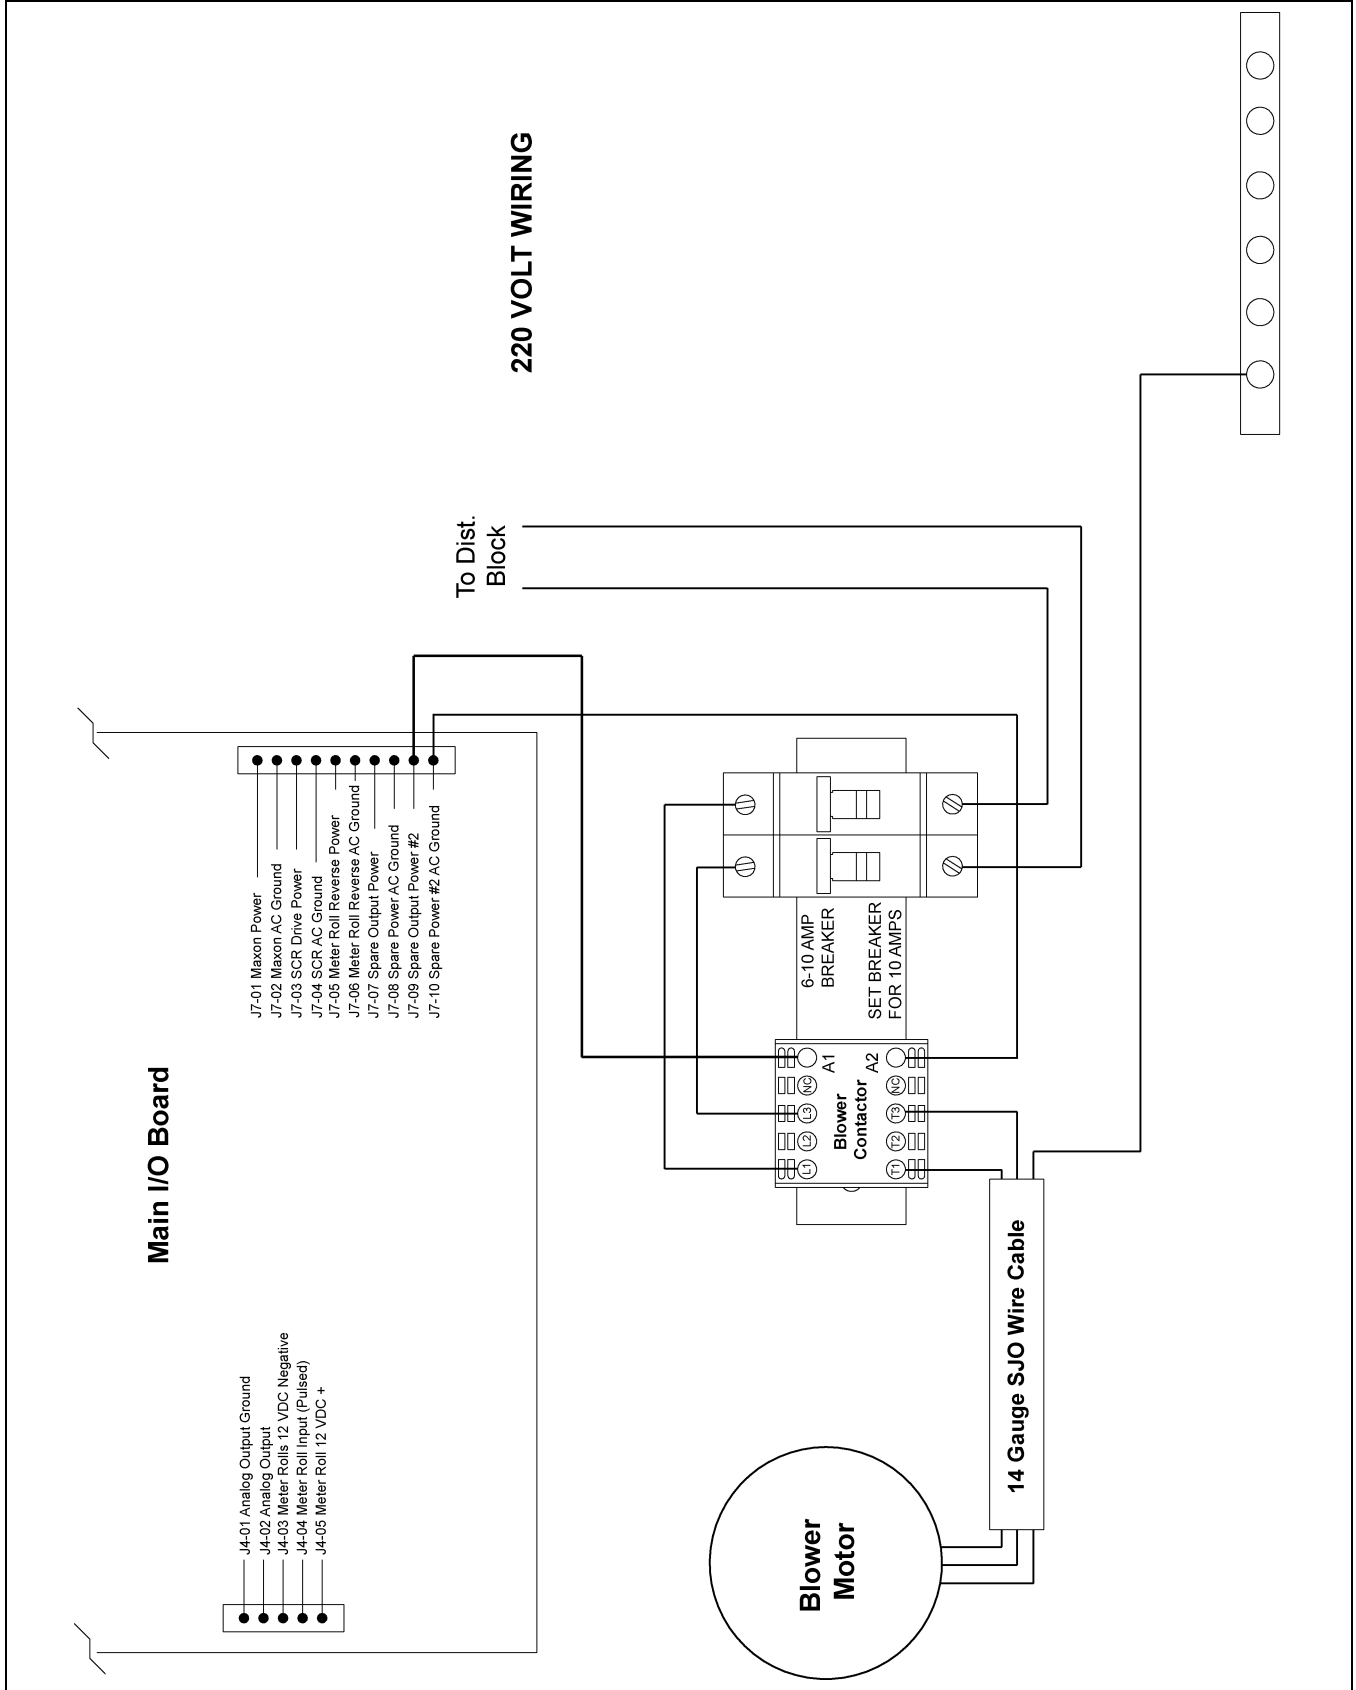 220 VOLT WIRING
Main I/O Board
J4-01 Analog Output Ground
J4-02 Analog Output
J4-03 Meter Rolls 12 VDC Negative
J4-04 Meter Roll Input (Pulsed)
J4-05 Meter Roll 12 VDC +
J7-01 Maxon Power
J7-02 Maxon AC Ground
J7-03 SCR Drive Power
J7-04 SCR AC Ground
J7-05 Meter Roll Reverse Power
J7-06 Meter Roll Reverse AC Ground
J7-07 Spare Output Power
J7-08 Spare Power AC Ground
J7-09 Spare Output Power #2
J7-10 Spare Power #2 AC Ground
To Dist.
Block
6-10 AMP
BREAKER
SET BREAKER
FOR 10 AMPS
L1
L2
L3
NC
A1
Blower
Contactor
T1
T2
T3
NC
A2
Blower
Motor
14 Gauge SJO Wire Cable